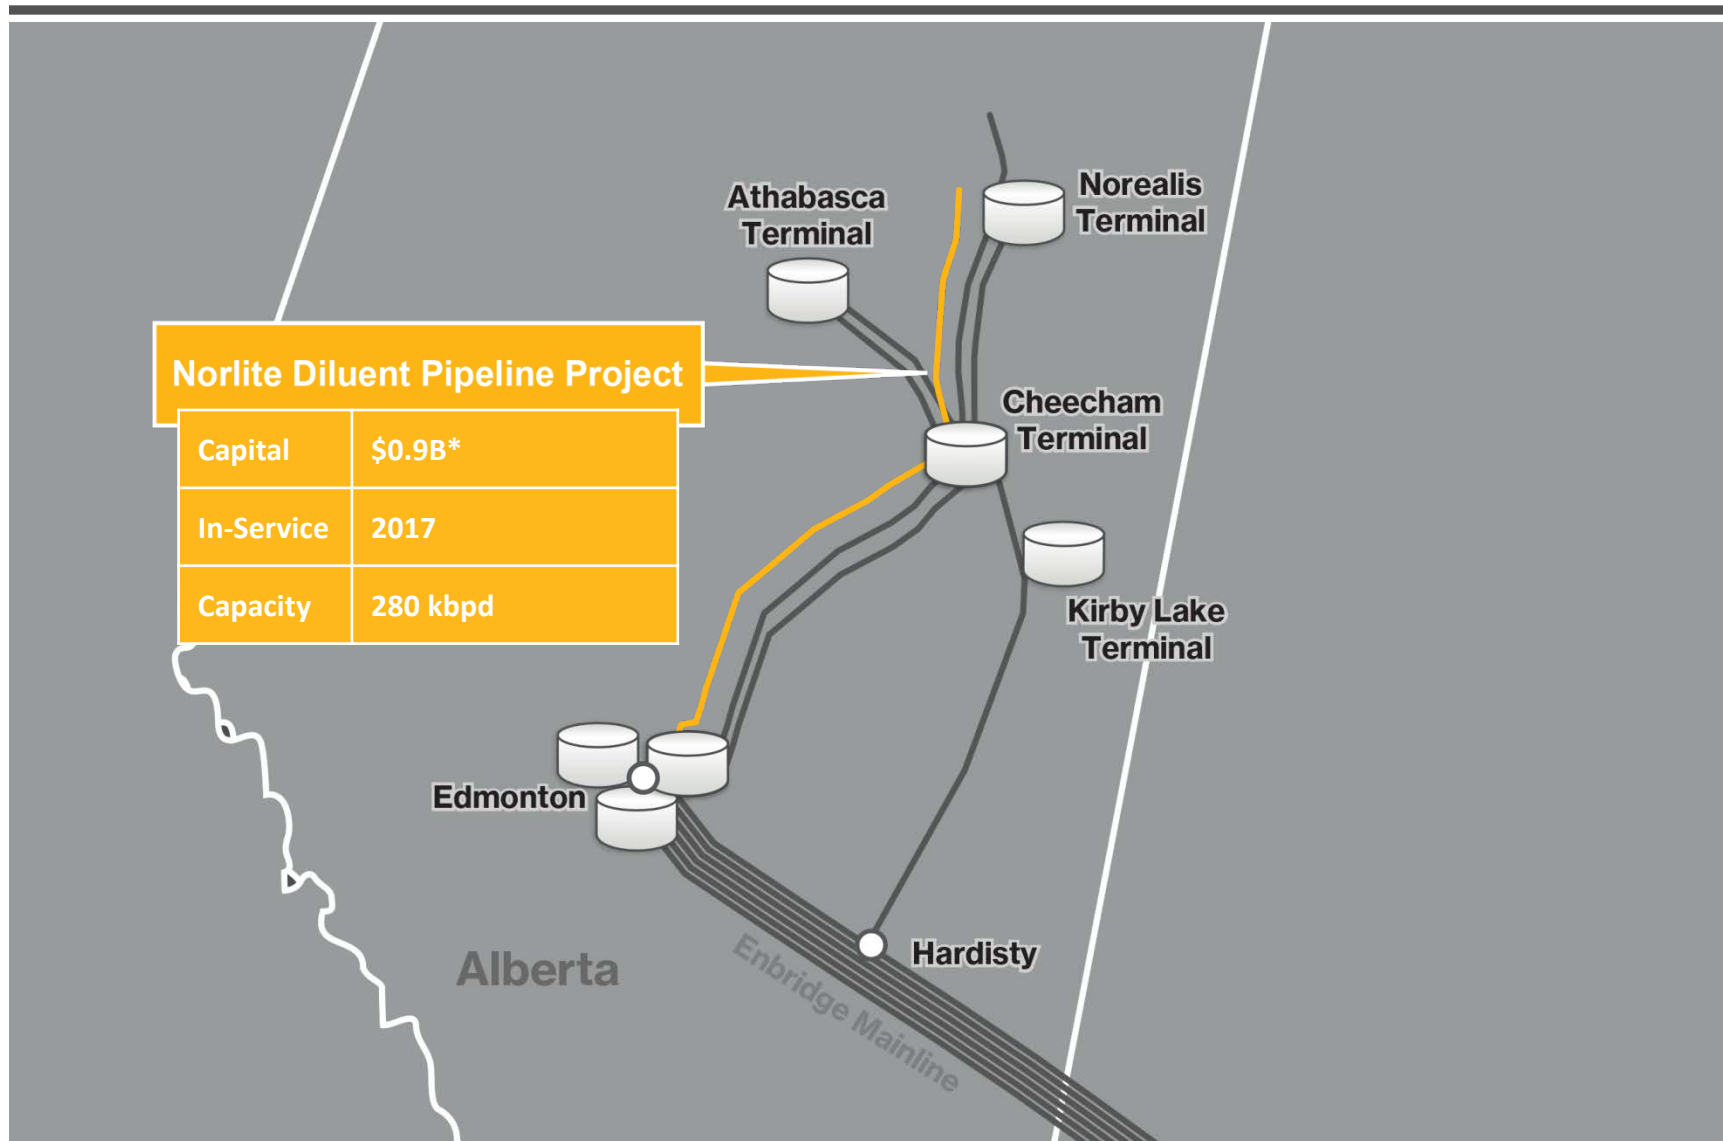 Athabasca
Terminal
Norealis
Terminal
Norlite Diluent Pipeline Project
Capital $0.9B*
In-Service 2017
Capacity 280 kbpd
Cheecham
Terminal
Kirby Lake
Terminal
Edmonton
Alberta
Enbridge Mainline
Hardisty